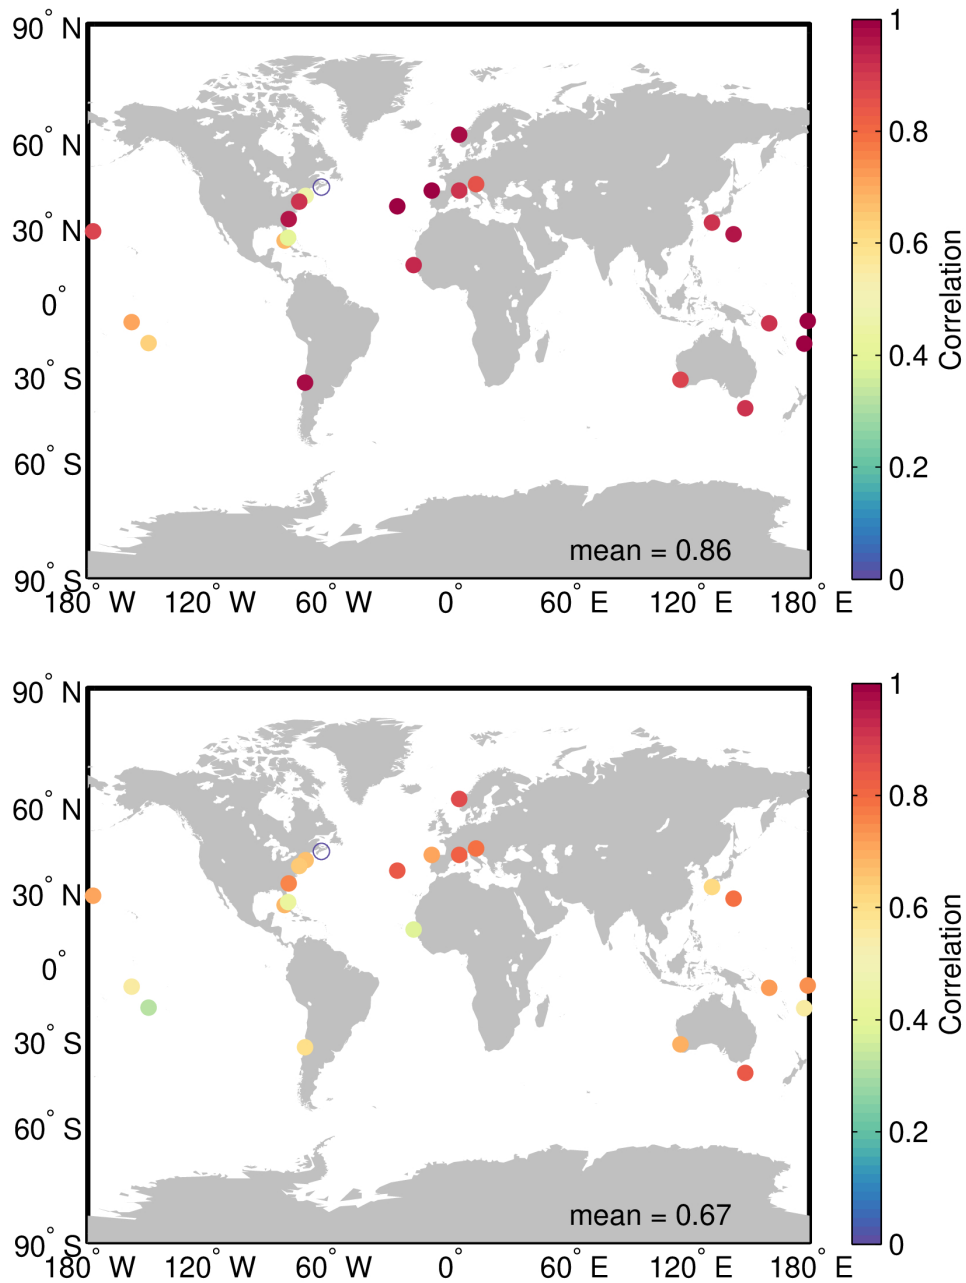 90° N
60° N
30° N
0°
30° S
60° S
90° S
180° W 120° W 60° W 0° 60° E 120° E 180° E
mean = 0.86
1
0.8
0.6
0.4
0.2
0
Correlation
90° N
60° N
30° N
0°
30° S
60° S
90° S
180° W 120° W 60° W 0° 60° E 120° E 180° E
mean = 0.67
1
0.8
0.6
0.4
0.2
0
Correlation